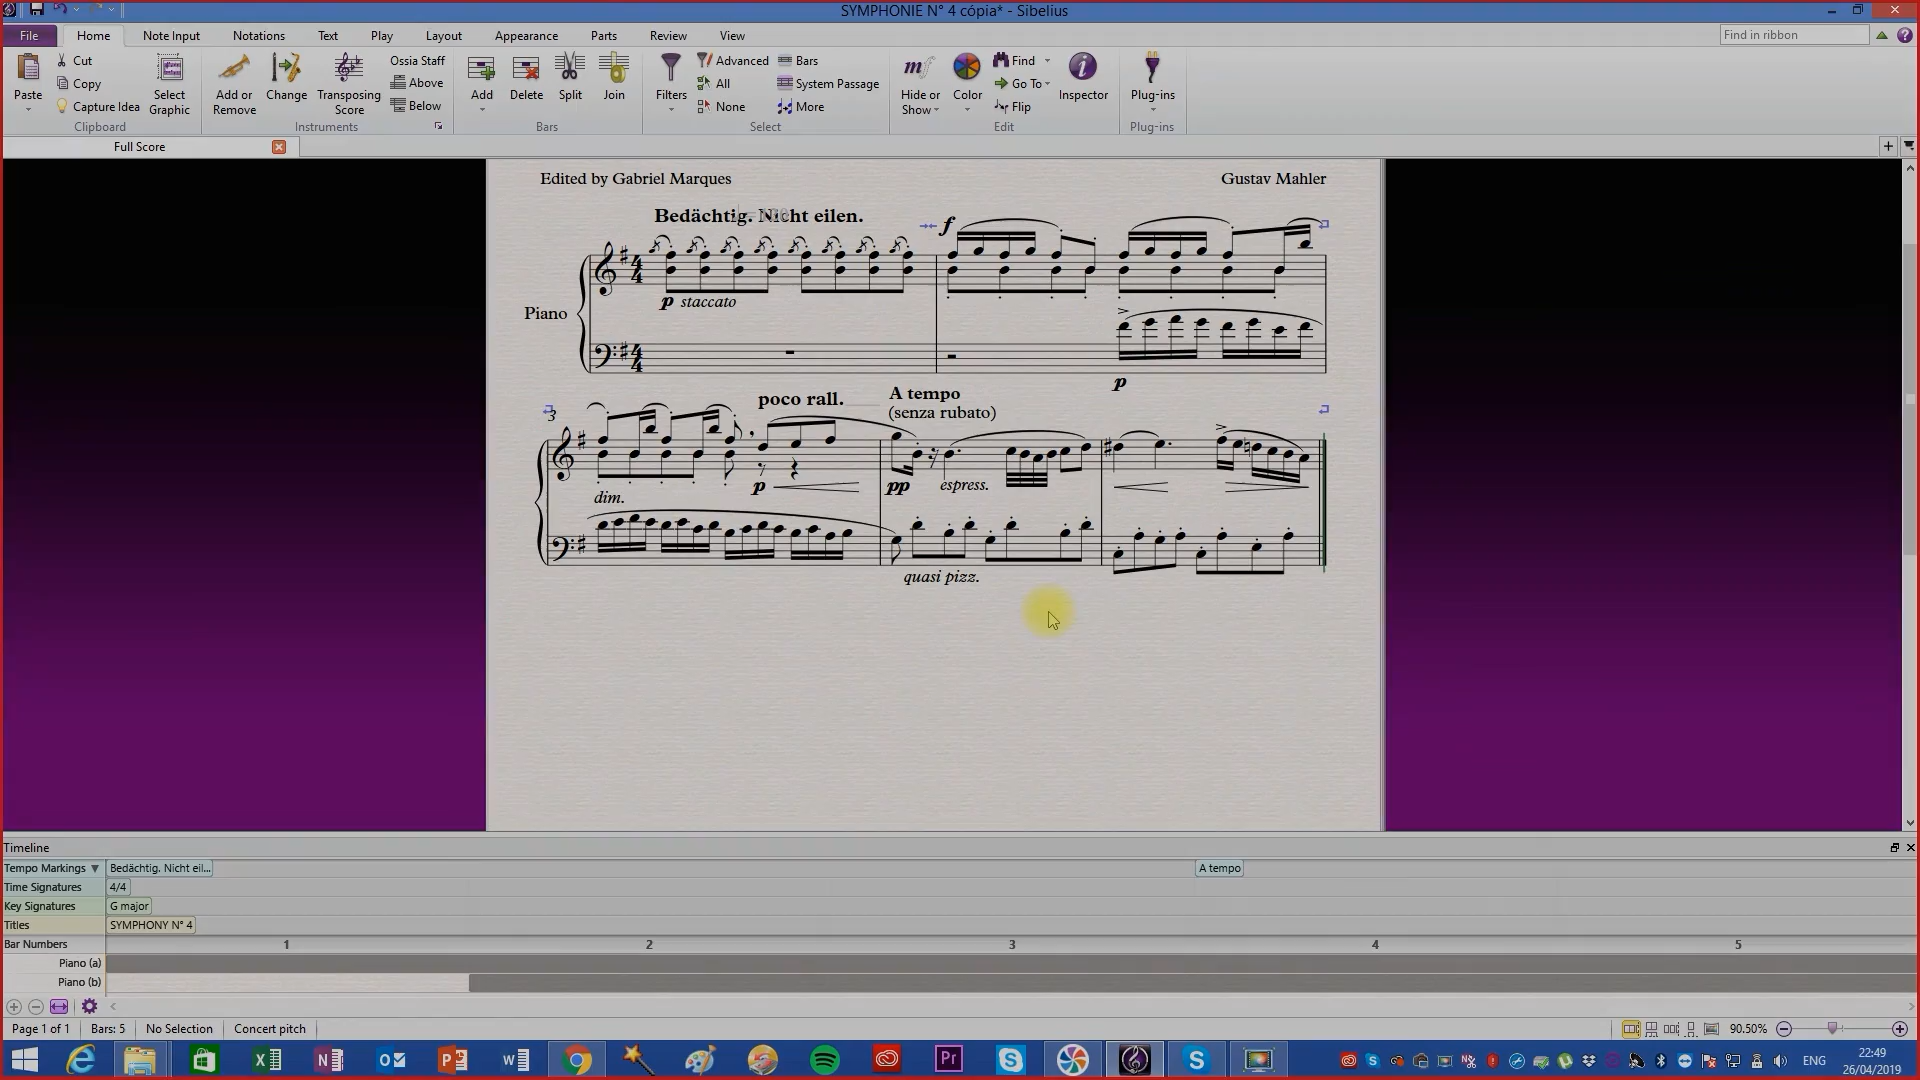 SYMPHONIE N° 4 cópia* - Sibelius
File Home Note Input Notations Text Play Layout Appearance Parts Review View Find in ribbon
Paste Cut Copy Capture Idea Select Graphic Clipboard
Add or Remove Change Transposing Score Ossia Staff Above Below Instruments
Add Delete Split Join Bars
Filters Advanced All None Bars System Passage More Select
Hide or Show Color Find Go To Flip Inspector Edit
Plug-ins Plug-ins
Full Score
Edited by Gabriel Marques Gustav Mahler
Bedächtig. Nicht eilen.
f
p staccato
Piano
p
3 poco rall. A tempo
(senza rubato)
dim. p pp espress.
quasi pizz.
Timeline
Tempo Markings Bedächtig. Nicht eil... A tempo
Time Signatures 4/4
Key Signatures G major
Titles SYMPHONY N° 4
Bar Numbers 1 2 3 4 5
Piano (a)
Piano (b)
Page 1 of 1 Bars: 5 No Selection Concert pitch 90.50%
ENG 22:49
26/04/2019